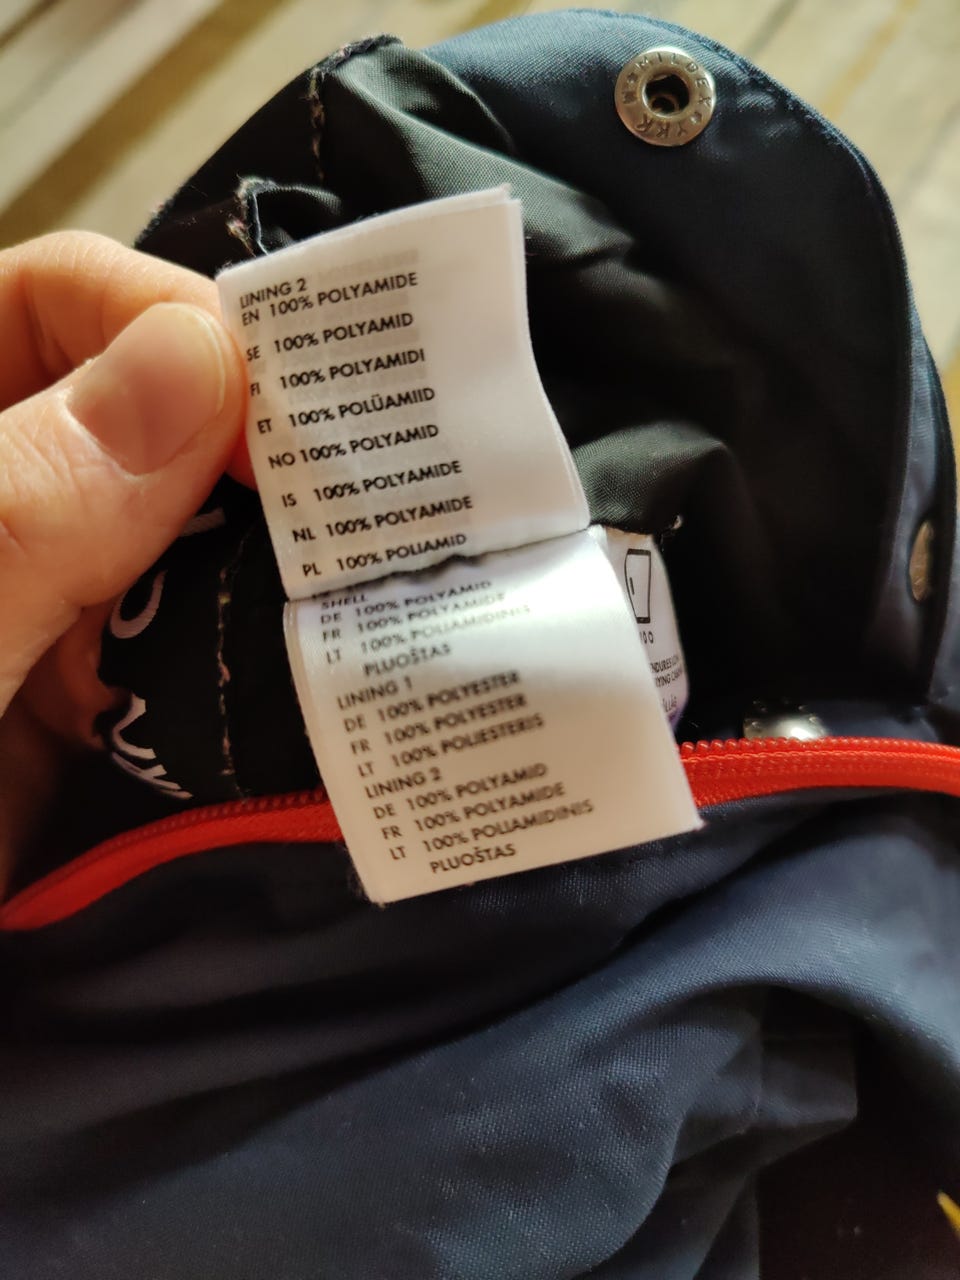 MILDEX YKK
LINING 2
EN 100% POLYAMIDE
SE 100% POLYAMID
FI 100% POLYAMIDI
ET 100% POLÜAMIID
NO 100% POLYAMID
IS 100% POLYAMIDE
NL 100% POLYAMIDE
PL 100% POLIAMID
SHELL
DE 100% POLYAMID
FR 100% POLYAMIDE
LT 100% POLIAMIDINIS
PLUOŠTAS
LINING 1
DE 100% POLYESTER
FR 100% POLYESTER
LT 100% POLIESTERIS
LINING 2
DE 100% POLYAMID
FR 100% POLYAMIDE
LT 100% POLIAMIDINIS
PLUOŠTAS